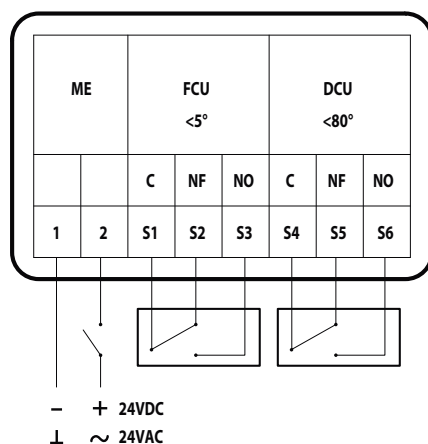 ME FCU DCU
<5° <80°
C NF NO C NF NO
1 2 S1 S2 S3 S4 S5 S6
− + 24VDC
⊥ ~ 24VAC